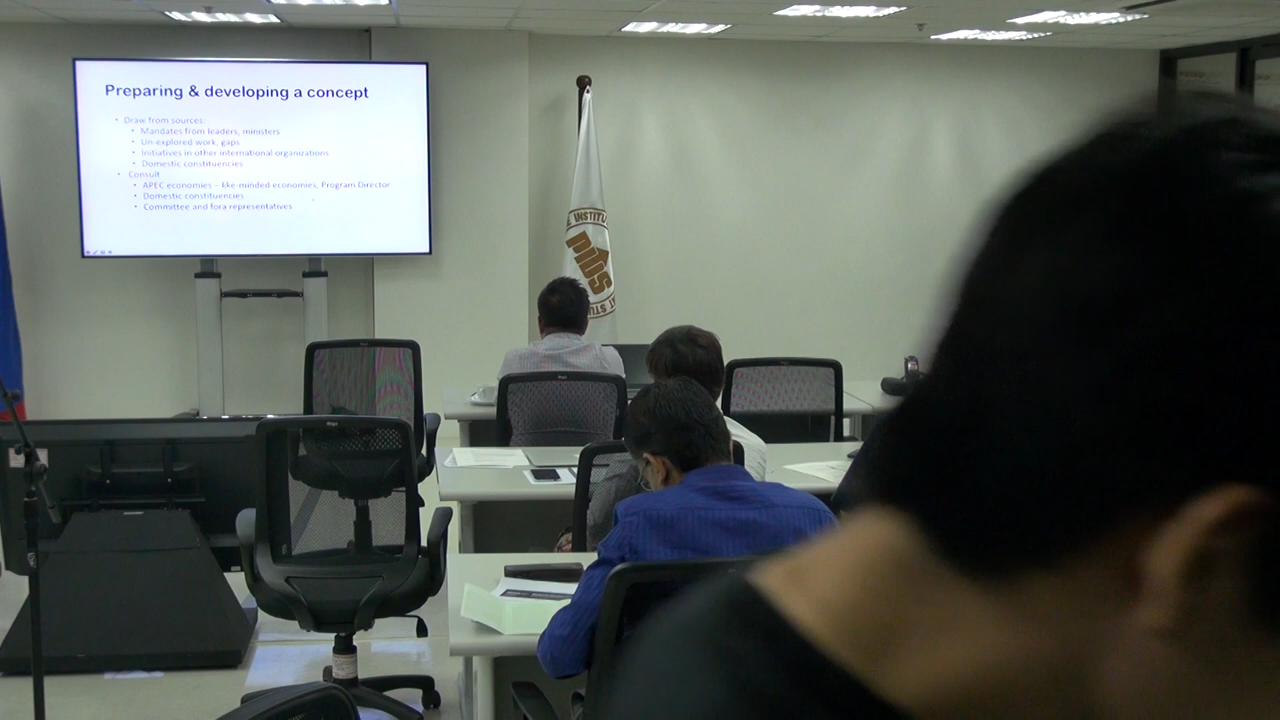 Preparing & developing a concept
• Draw from sources:
• Mandates from leaders, ministers
• Un-explored work, gaps
• Initiatives in other international organizations
• Domestic constituencies
• Consult
• APEC economies – like-minded economies, Program Director
• Domestic constituencies
• Committee and fora representatives
E INSTITU
pids